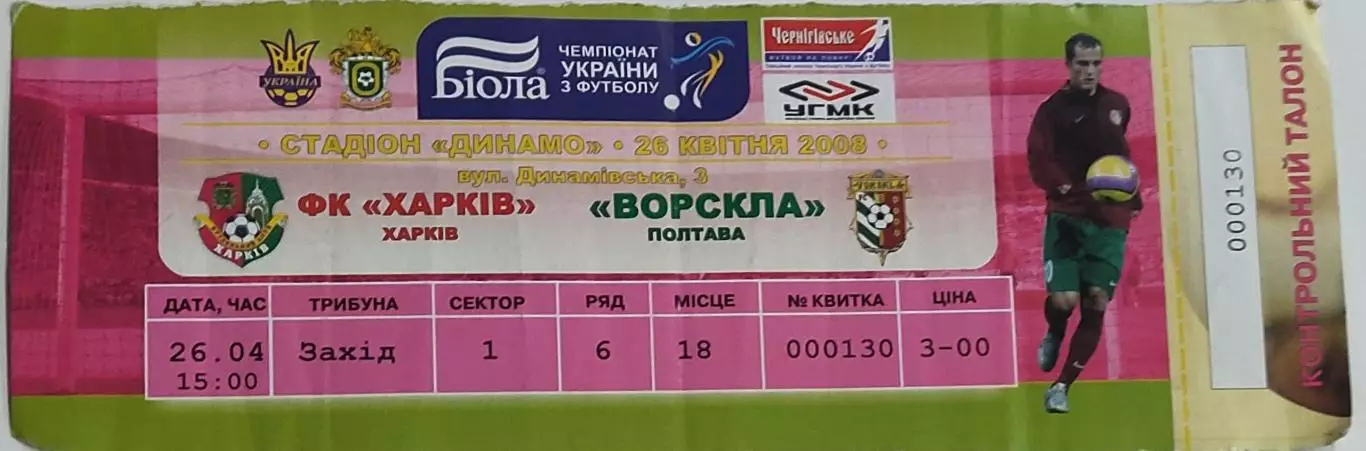 УКРАЇНА
Біола®
ЧЕМПІОНАТ
УКРАЇНИ
З ФУТБОЛУ
Чернігівське
УГМК
• СТАДІОН «ДИНАМО» • 26 КВІТНЯ 2008 •
вул. Динамівська, 3
ФК «ХАРКІВ» «ВОРСКЛА»
ХАРКІВ ПОЛТАВА
ХАРКІВ
VORSKLA
FC
ДАТА, ЧАС ТРИБУНА СЕКТОР РЯД МІСЦЕ № КВИТКА ЦІНА
26.04 Захід 1 6 18 000130 3-00
15:00
000130
КОНТРОЛЬНИЙ ТАЛОН